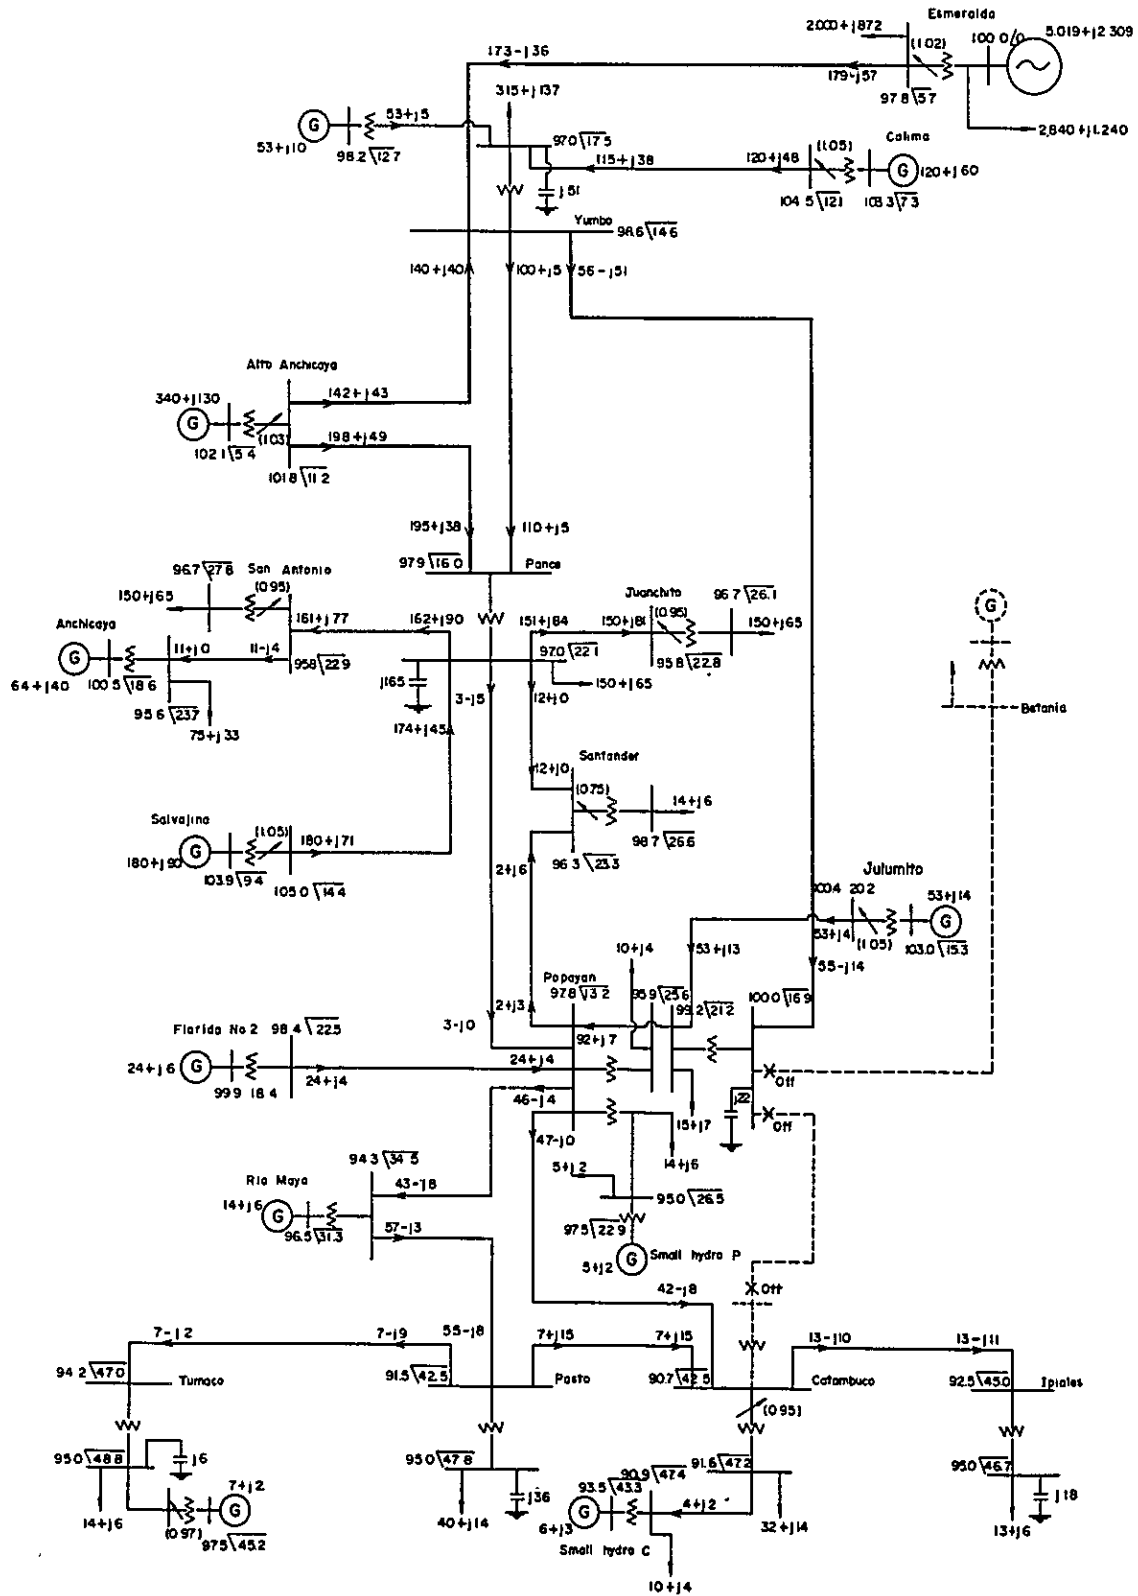 Esmeralda
2.000+j872
100 0/0
5.019+j2 309
(1.02)
173-j36
179-j57
97 8 57
315+j137
2,840+j1.240
53+j5
G
53+j10
98.2 12.7
97.0 17 5
Calima
(1.05)
115+j38
120+j48
G
120+j60
j51
104 5 12.1
108.3 7 3
Yumbo
98.6 14 6
140+j40
100+j5
56-j51
Alto Anchicaya
340+j130
142+j43
G
(1.03)
198+j49
102.1 5 4
101.8 11 2
195+j38
110+j5
97.9 16 0
Pance
96.7 27 8
San Antonio
(0.95)
150+j65
Juanchito
96.7 26.1
(0.95)
G
Anchicaya
161+j77
162+j90
151+j84
150+j81
150+j65
11+j0
11-j4
G
64+j40
100.5 18 6
95 8 22 9
97.0 22 1
95.8 22.8
j165
150+j65
95.6 23.7
3-j5
12+j0
Betania
75+j33
174+j45
Santander
12+j0
(0.75)
14+j6
Salvajina
(1.05)
180+j71
98.7 26.6
G
180+j90
103.9 9 4
105.0 14.4
96.3 23.3
2+j6
Julumito
100.4 20 2
53+j14
G
53+j4
(1.05)
103.0 15.3
10+j4
53+j13
55-j14
Popayan
97.8 13.2
95.9 25 6
99.2 21.2
100.0 16 9
2+j3
3-j0
Florida No 2
98.4 22.5
92+j7
G
24+j6
24+j4
24+j4
99.9 18.4
Off
46-j4
j22
15+j7
Off
47-j0
14+j6
94.3 34 5
5+j2
Rio Mayo
43-j8
14+j6
95.0 26.5
G
57-j3
96.5 31.3
97.5 22 9
G
Small hydro P
5+j2
42-j8
Off
7-j2
7-j9
55-j8
7+j15
7+j15
13-j10
13-j11
94.2 47.0
Tumaco
91.5 42.5
Pasto
90.7 42 5
Catambuco
92.5 45.0
Ipiales
(0.95)
95.0 48 8
j6
95.0 47 8
91.6 47.2
95.0 46.7
90.9 47.4
93.5 43.3
7+j2
G
j36
G
4+j2
j18
14+j6
(0.97)
97.5 45.2
40+j14
6+j3
32+j14
13+j6
Small hydro C
10+j4